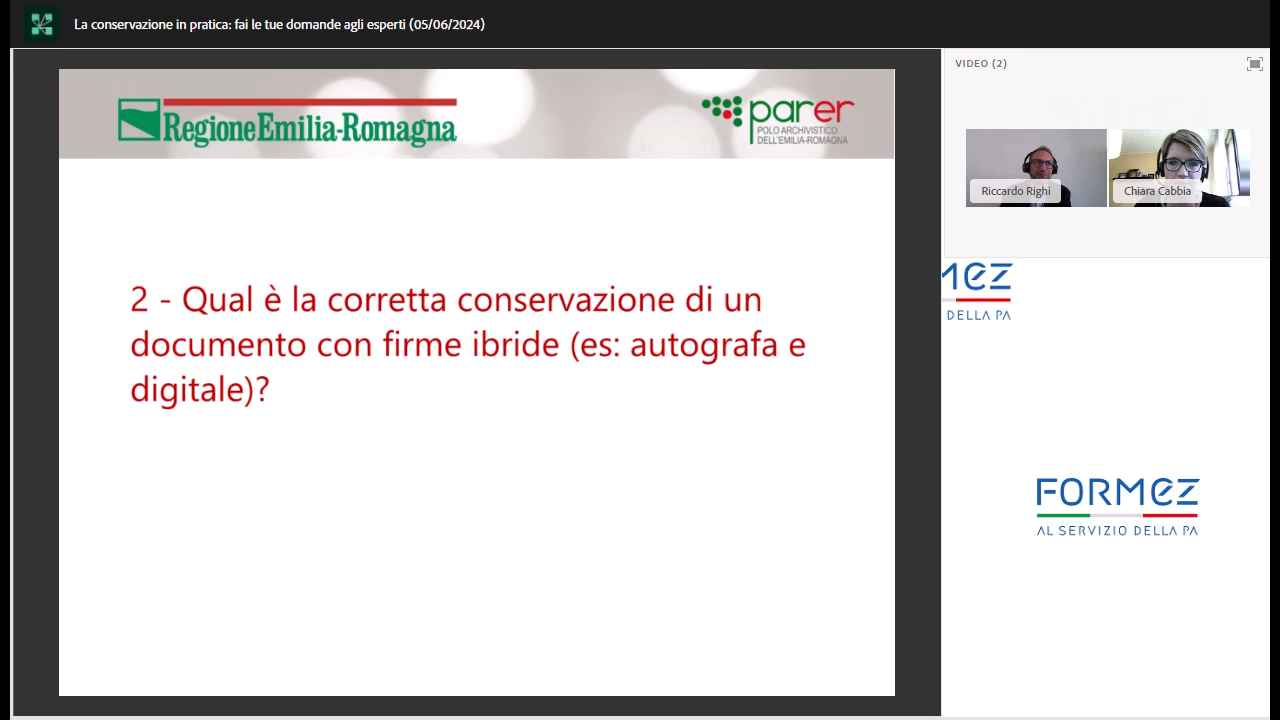 La conservazione in pratica: fai le tue domande agli esperti (05/06/2024)
RegioneEmilia-Romagna
parer
POLO ARCHIVISTICO
DELL'EMILIA-ROMAGNA
2 - Qual è la corretta conservazione di un
documento con firme ibride (es: autografa e
digitale)?
VIDEO (2)
Riccardo Righi
Chiara Cabbia
MEZ
DELLA PA
FORMEZ
AL SERVIZIO DELLA PA